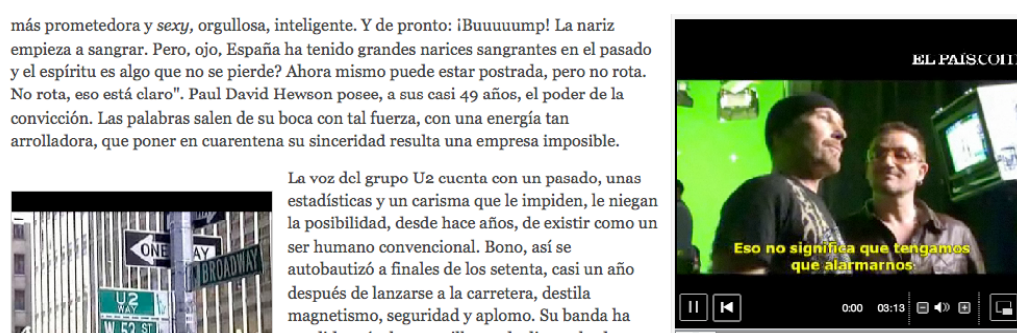 más prometedora y sexy, orgullosa, inteligente. Y de pronto: ¡Buuuuump! La nariz
empieza a sangrar. Pero, ojo, España ha tenido grandes narices sangrantes en el pasado
y el espíritu es algo que no se pierde? Ahora mismo puede estar postrada, pero no rota.
No rota, eso está claro". Paul David Hewson posee, a sus casi 49 años, el poder de la
convicción. Las palabras salen de su boca con tal fuerza, con una energía tan
arrolladora, que poner en cuarentena su sinceridad resulta una empresa imposible.
La voz del grupo U2 cuenta con un pasado, unas
estadísticas y un carisma que le impiden, le niegan
la posibilidad, desde hace años, de existir como un
ser humano convencional. Bono, así se
autobautizó a finales de los setenta, casi un año
después de lanzarse a la carretera, destila
magnetismo, seguridad y aplomo. Su banda ha
ONE WAY
BROADWAY
U2
WAY
W 53 ST
EL PAIS.COM
Eso no significa que tengamos
que alarmarnos
0:00 03:13